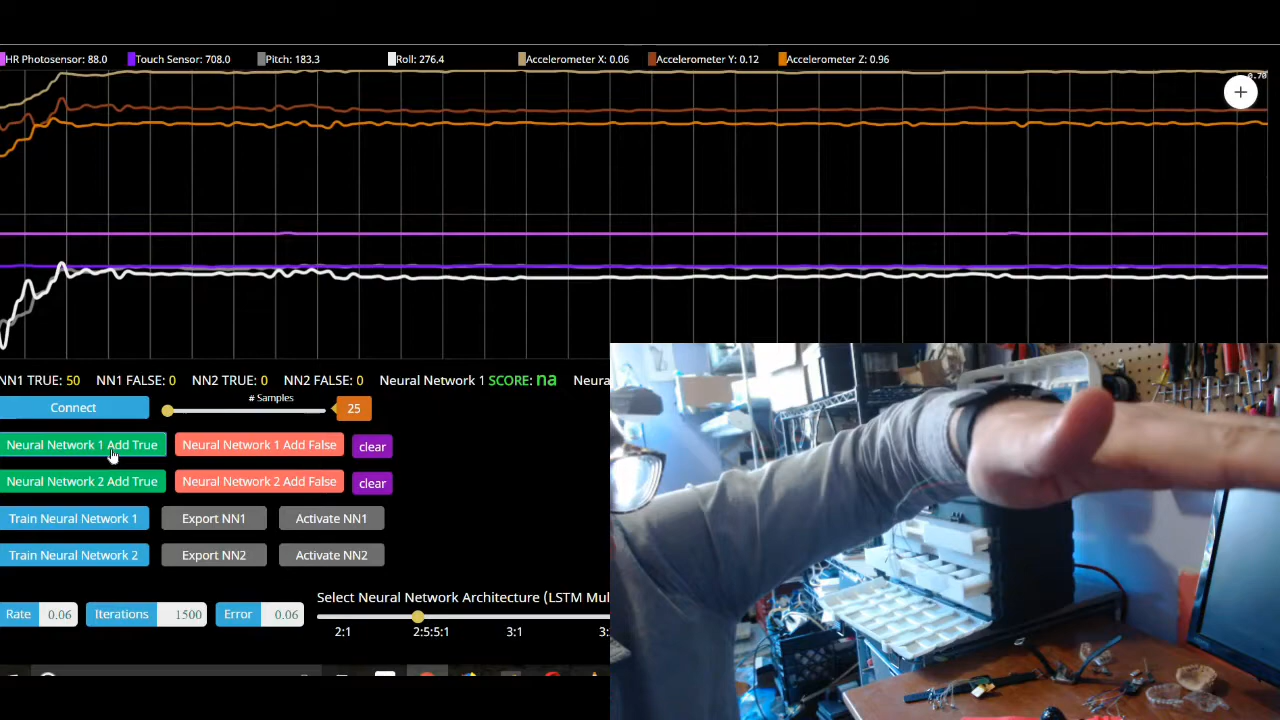 HR Photosensor: 88.0 Touch Sensor: 708.0 Pitch: 183.3 Roll: 276.4 Accelerometer X: 0.06 Accelerometer Y: 0.12 Accelerometer Z: 0.96
0.70
+
NN1 TRUE: 50 NN1 FALSE: 0 NN2 TRUE: 0 NN2 FALSE: 0 Neural Network 1 SCORE: na Neura
# Samples
Connect 25
Neural Network 1 Add True Neural Network 1 Add False clear
Neural Network 2 Add True Neural Network 2 Add False clear
Train Neural Network 1 Export NN1 Activate NN1
Train Neural Network 2 Export NN2 Activate NN2
Select Neural Network Architecture (LSTM Mul
Rate 0.06 Iterations 1500 Error 0.06
2:1 2:5:5:1 3:1 3: